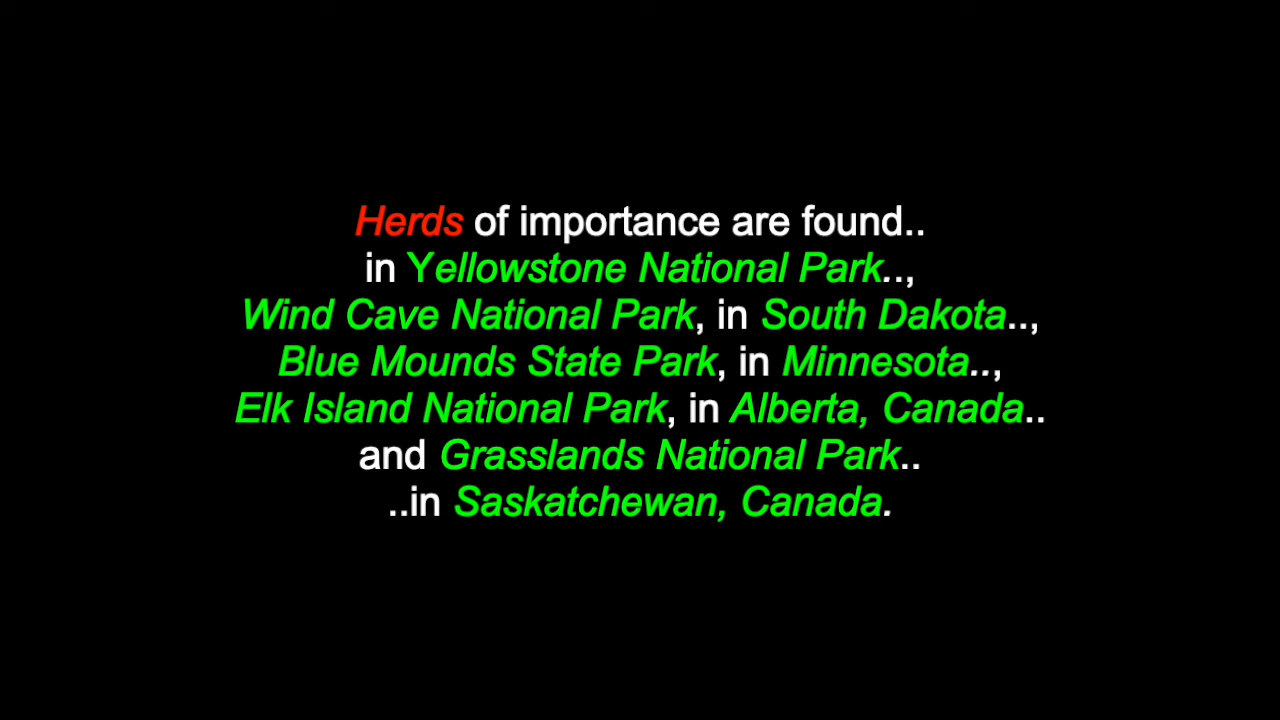 Herds of importance are found..
in Yellowstone National Park..,
Wind Cave National Park, in South Dakota..,
Blue Mounds State Park, in Minnesota..,
Elk Island National Park, in Alberta, Canada..
and Grasslands National Park..
..in Saskatchewan, Canada.